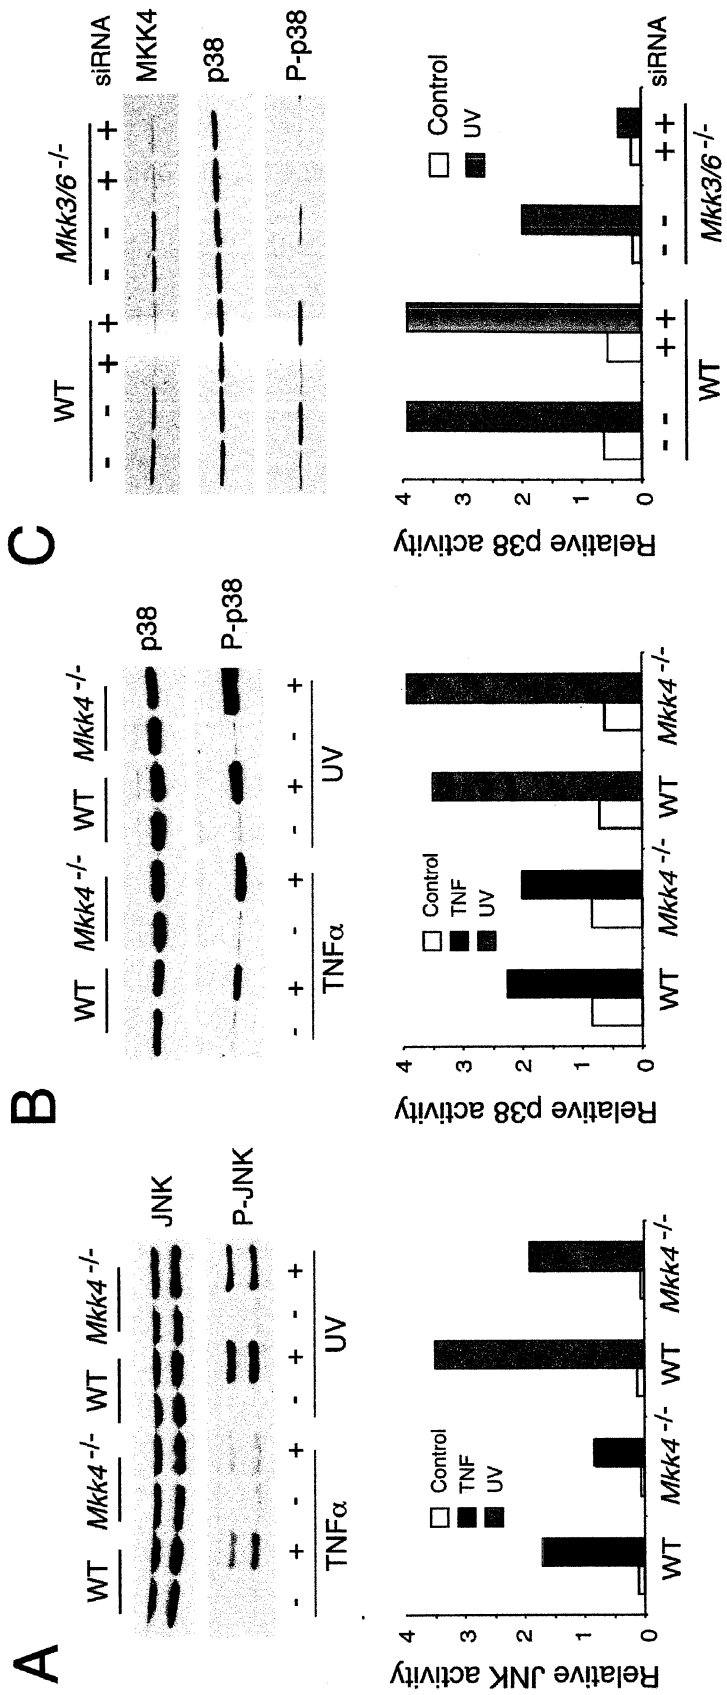 A
WT Mkk4-/- WT Mkk4-/-
JNK
P-JNK
- + - + - + - +
TNFα UV
Relative JNK activity
4
3
2
1
0
Control
TNF
UV
WT Mkk4-/- WT Mkk4-/-
B
WT Mkk4-/- WT Mkk4-/-
p38
P-p38
- + - + - + - +
TNFα UV
Relative p38 activity
4
3
2
1
0
Control
TNF
UV
WT Mkk4-/- WT Mkk4-/-
C
WT Mkk3/6-/-
- - + + - - + + siRNA
MKK4
p38
P-p38
Relative p38 activity
4
3
2
1
0
Control
UV
- - + + - - + + siRNA
WT Mkk3/6-/-